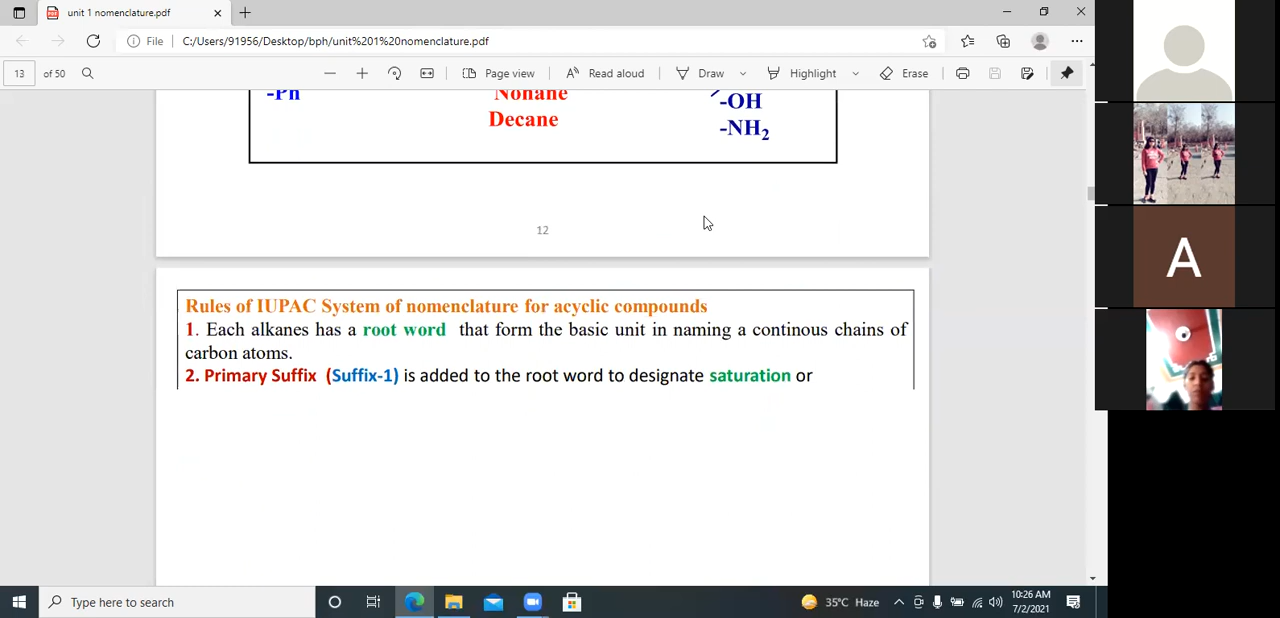 unit 1 nomenclature.pdf
File C:/Users/91956/Desktop/bph/unit%201%20nomenclature.pdf
13 of 50 Page view Read aloud Draw Highlight Erase
-Ph Nonane -OH
Decane -NH2
12
Rules of IUPAC System of nomenclature for acyclic compounds
1. Each alkanes has a root word that form the basic unit in naming a continous chains of
carbon atoms.
2. Primary Suffix (Suffix-1) is added to the root word to designate saturation or
A
Type here to search 35°C Haze 10:26 AM
7/2/2021